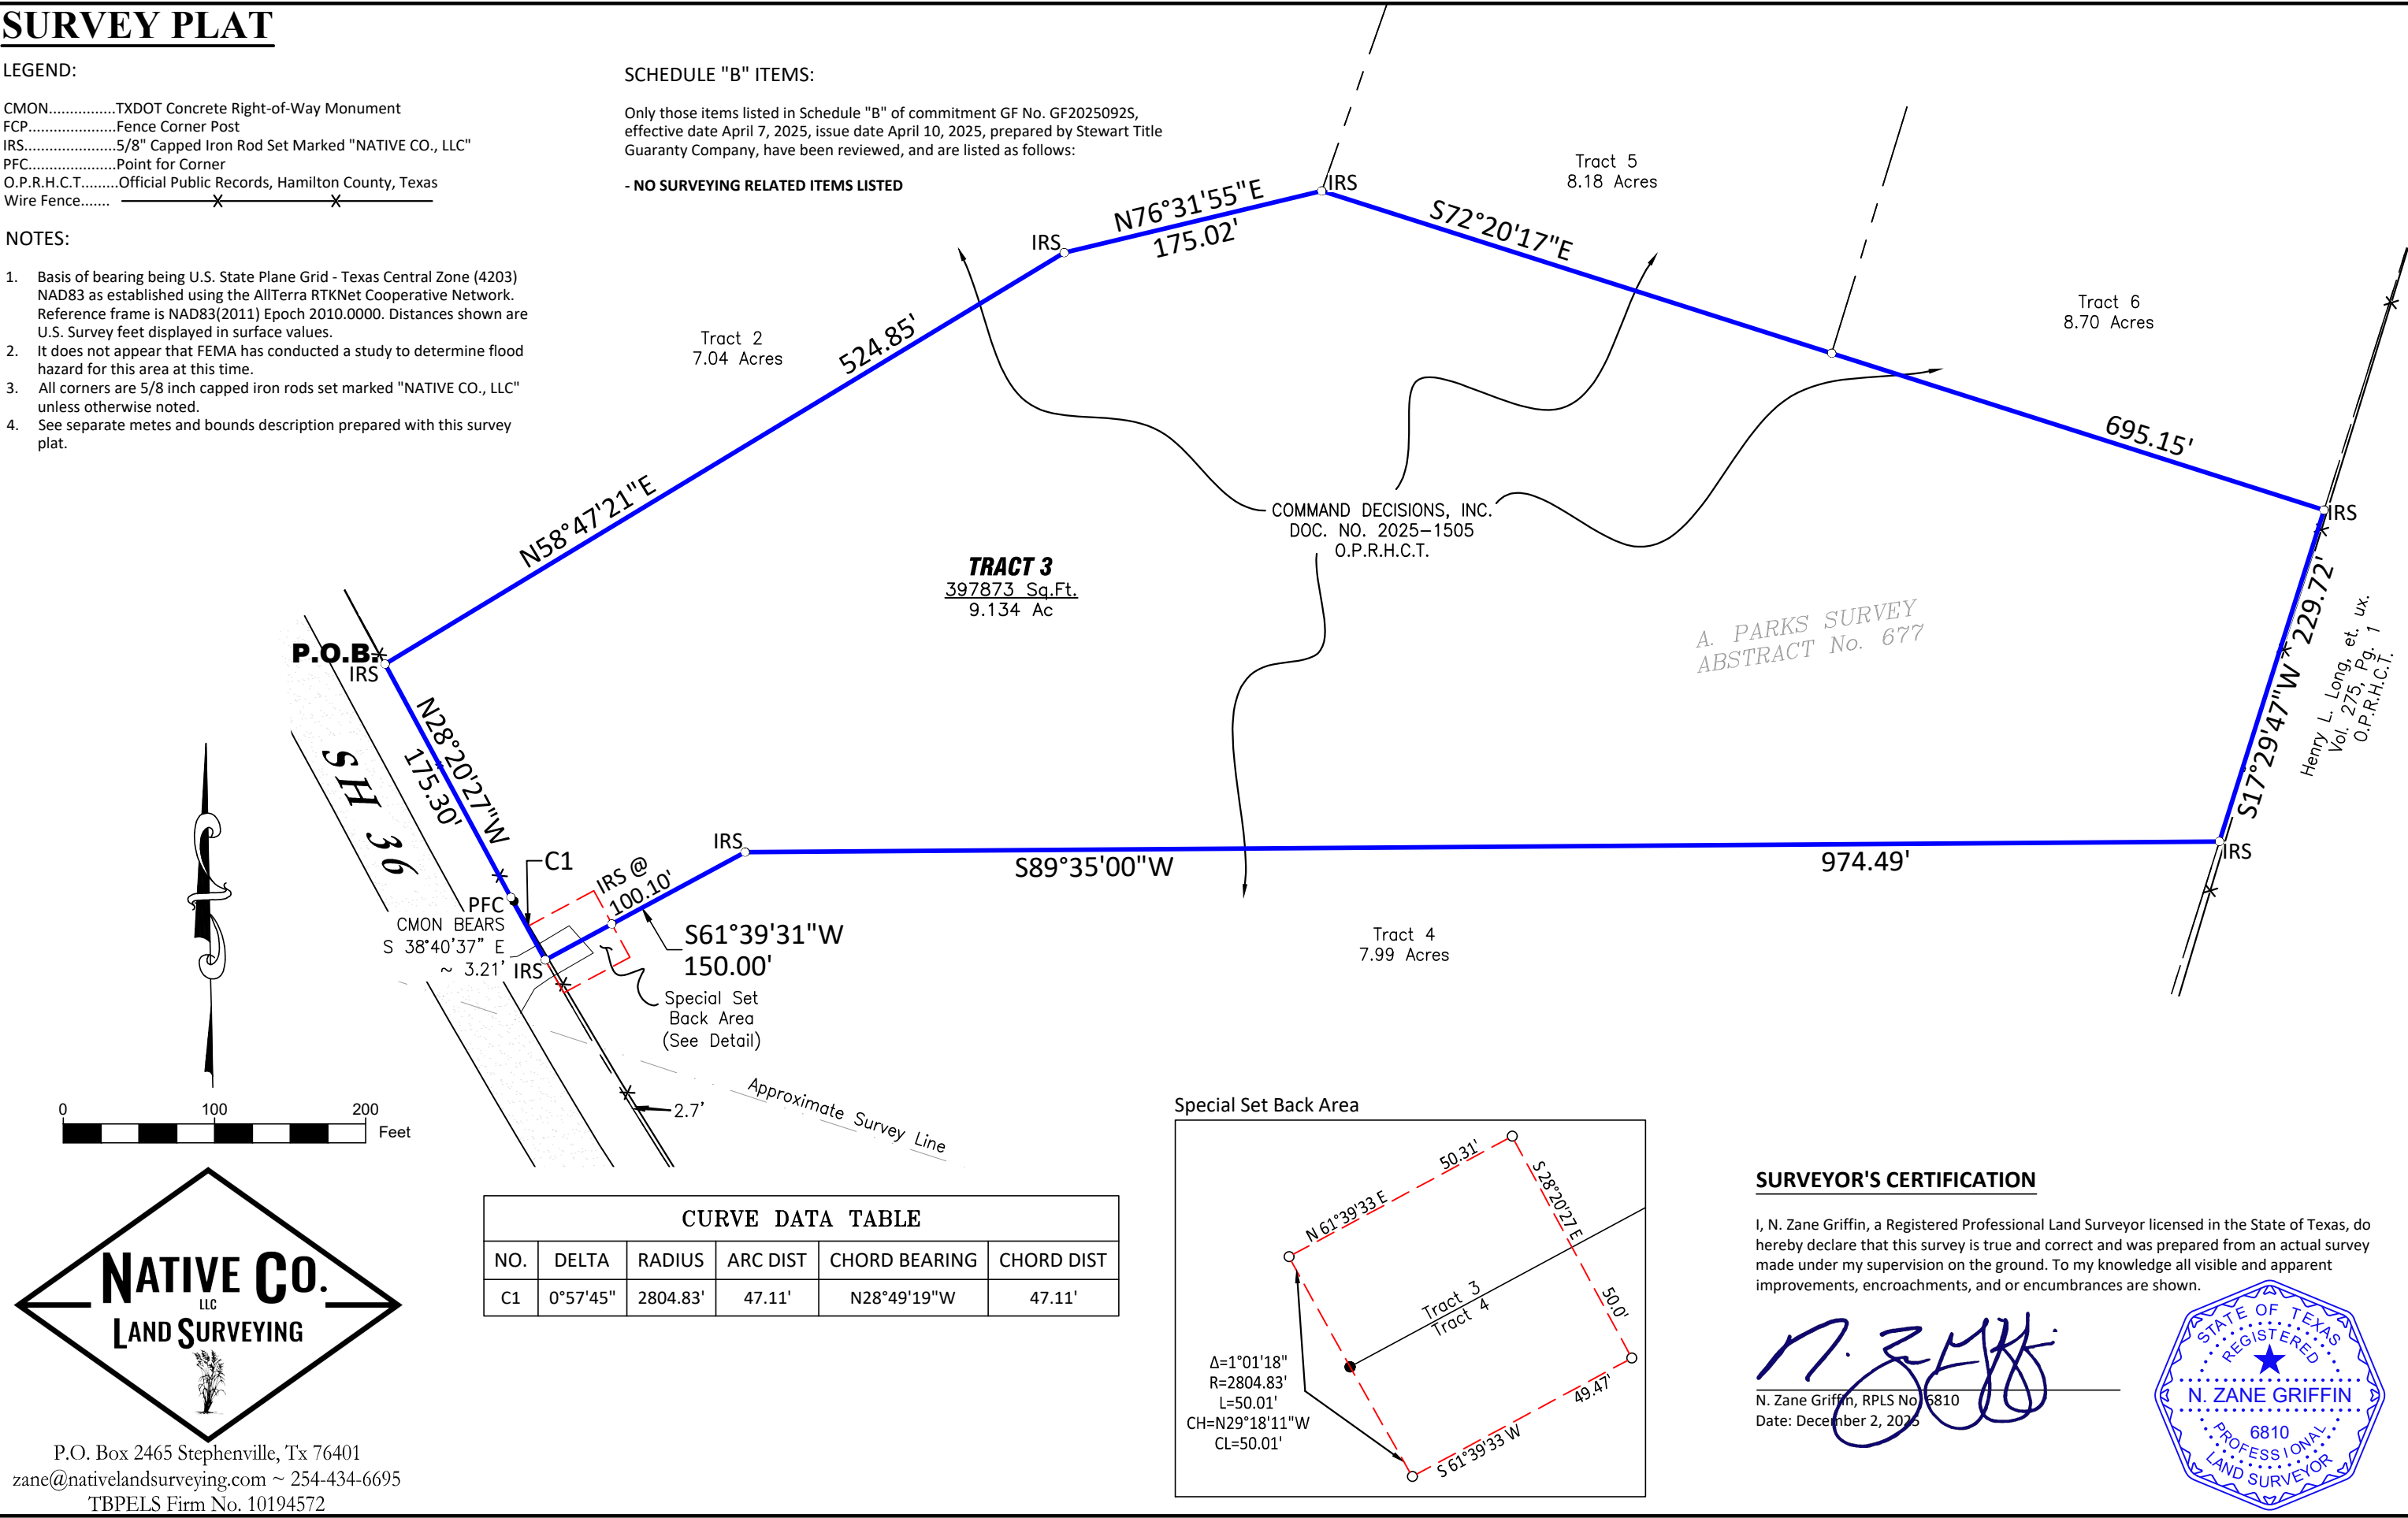 SURVEY PLAT
LEGEND:
CMON................TXDOT Concrete Right-of-Way Monument
FCP.....................Fence Corner Post
IRS.....................5/8" Capped Iron Rod Set Marked "NATIVE CO., LLC"
PFC.....................Point for Corner
O.P.R.H.C.T.........Official Public Records, Hamilton County, Texas
Wire Fence.......
NOTES:
1. Basis of bearing being U.S. State Plane Grid - Texas Central Zone (4203)
NAD83 as established using the AllTerra RTKNet Cooperative Network.
Reference frame is NAD83(2011) Epoch 2010.0000. Distances shown are
U.S. Survey feet displayed in surface values.
2. It does not appear that FEMA has conducted a study to determine flood
hazard for this area at this time.
3. All corners are 5/8 inch capped iron rods set marked "NATIVE CO., LLC"
unless otherwise noted.
4. See separate metes and bounds description prepared with this survey
plat.
SCHEDULE "B" ITEMS:
Only those items listed in Schedule "B" of commitment GF No. GF2025092S,
effective date April 7, 2025, issue date April 10, 2025, prepared by Stewart Title
Guaranty Company, have been reviewed, and are listed as follows:
- NO SURVEYING RELATED ITEMS LISTED
IRS
N76°31'55"E
175.02'
IRS
S72°20'17"E
695.15'
Tract 5
8.18 Acres
Tract 6
8.70 Acres
Tract 2
7.04 Acres
N58°47'21"E
524.85'
COMMAND DECISIONS, INC.
DOC. NO. 2025-1505
O.P.R.H.C.T.
TRACT 3
397873 Sq.Ft.
9.134 Ac
A. PARKS SURVEY
ABSTRACT No. 677
IRS
S17°29'47"W 229.72'
Henry L. Long, et. ux.
Vol. 275, Pg. 1
O.P.R.H.C.T.
IRS
P.O.B.
IRS
N28°20'27"W
175.30'
SH 36
C1
PFC
CMON BEARS
S 38°40'37" E
~ 3.21'
IRS
IRS @
100.10'
IRS
S61°39'31"W
150.00'
S89°35'00"W
974.49'
Tract 4
7.99 Acres
Special Set
Back Area
(See Detail)
Approximate Survey Line
2.7'
0 100 200
Feet
NATIVE CO.
LLC
LAND SURVEYING
P.O. Box 2465 Stephenville, Tx 76401
zane@nativelandsurveying.com ~ 254-434-6695
TBPELS Firm No. 10194572
CURVE DATA TABLE
NO. DELTA RADIUS ARC DIST CHORD BEARING CHORD DIST
C1 0°57'45" 2804.83' 47.11' N28°49'19"W 47.11'
Special Set Back Area
N 61°39'33 E
50.31'
S 28°20'27 E
50.0'
Tract 3
Tract 4
S 61°39'33 W
49.47'
Δ=1°01'18"
R=2804.83'
L=50.01'
CH=N29°18'11"W
CL=50.01'
SURVEYOR'S CERTIFICATION
I, N. Zane Griffin, a Registered Professional Land Surveyor licensed in the State of Texas, do
hereby declare that this survey is true and correct and was prepared from an actual survey
made under my supervision on the ground. To my knowledge all visible and apparent
improvements, encroachments, and or encumbrances are shown.
N. Zane Griffin, RPLS No. 6810
Date: December 2, 2025
STATE OF TEXAS
REGISTERED
N. ZANE GRIFFIN
6810
PROFESSIONAL
LAND SURVEYOR